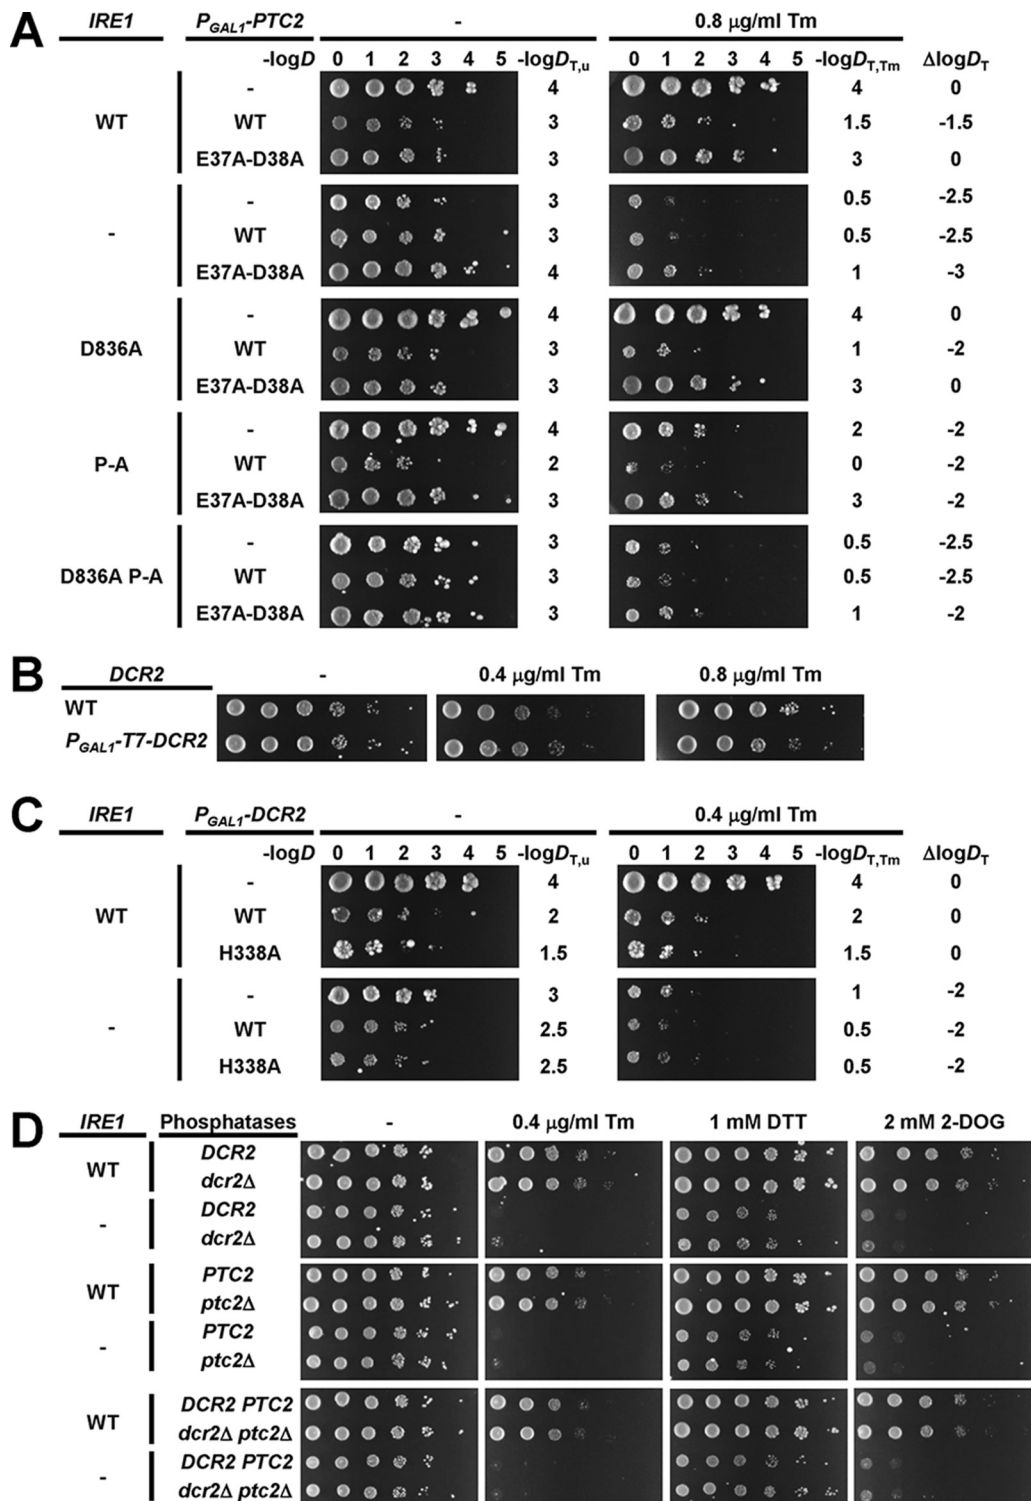 A IRE1 P_GAL1-PTC2 - 0.8 μg/ml Tm
-logD 0 1 2 3 4 5 -logD_T,u 0 1 2 3 4 5 -logD_T,Tm ΔlogD_T
- 4 4 0
WT WT 3 1.5 -1.5
E37A-D38A 3 3 0
- 3 0.5 -2.5
- WT 3 0.5 -2.5
E37A-D38A 4 1 -3
- 4 4 0
D836A WT 3 1 -2
E37A-D38A 3 3 0
- 4 2 -2
P-A WT 2 0 -2
E37A-D38A 3 3 -2
- 3 0.5 -2.5
D836A P-A WT 3 0.5 -2.5
E37A-D38A 3 1 -2
B DCR2 - 0.4 μg/ml Tm 0.8 μg/ml Tm
WT
P_GAL1-T7-DCR2
C IRE1 P_GAL1-DCR2 - 0.4 μg/ml Tm
-logD 0 1 2 3 4 5 -logD_T,u 0 1 2 3 4 5 -logD_T,Tm ΔlogD_T
- 4 4 0
WT WT 2 2 0
H338A 1.5 1.5 0
- 3 1 -2
- WT 2.5 0.5 -2
H338A 2.5 0.5 -2
D IRE1 Phosphatases - 0.4 μg/ml Tm 1 mM DTT 2 mM 2-DOG
WT DCR2
dcr2Δ
- DCR2
dcr2Δ
WT PTC2
ptc2Δ
- PTC2
ptc2Δ
WT DCR2 PTC2
dcr2Δ ptc2Δ
- DCR2 PTC2
dcr2Δ ptc2Δ